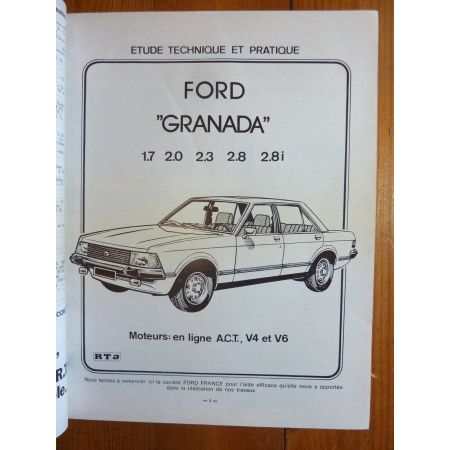 ETUDE TECHNIQUE ET PRATIQUE
FORD
"GRANADA"
1.7 2.0 2.3 2.8 2.8 i
Moteurs: en ligne A.C.T., V4 et V6
RTa
Nous tenons à remercier ici la société FORD FRANCE pour l'aide efficace qu'elle nous a apportée
dans la réalisation de nos travaux
— 3 —